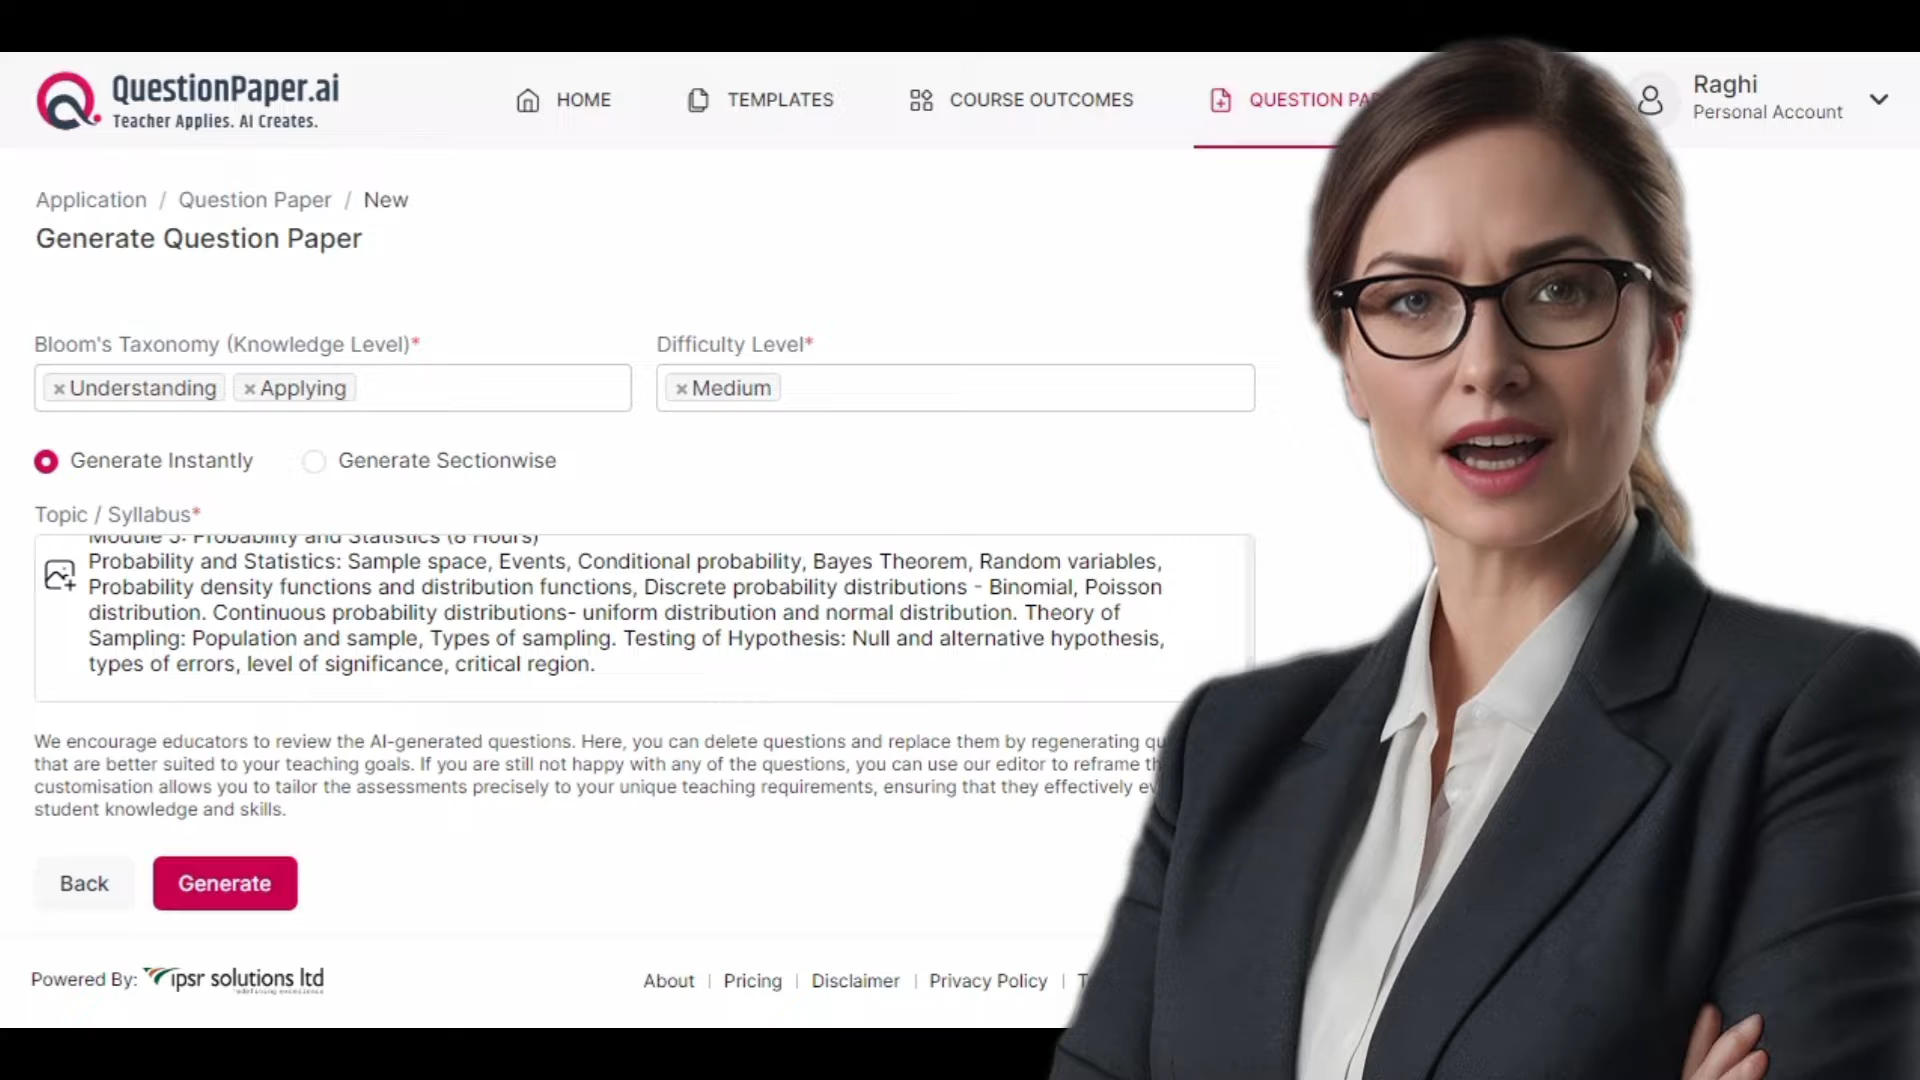 QuestionPaper.ai
Teacher Applies. AI Creates.
HOME
TEMPLATES
COURSE OUTCOMES
QUESTION
Raghi
Personal Account
Application / Question Paper / New
Generate Question Paper
Bloom's Taxonomy (Knowledge Level)*
Difficulty Level*
×Understanding ×Applying
×Medium
Generate Instantly
Generate Sectionwise
Topic / Syllabus*
Probability and Statistics (8 Hours)
Probability and Statistics: Sample space, Events, Conditional probability, Bayes Theorem, Random variables,
Probability density functions and distribution functions, Discrete probability distributions - Binomial, Poisson
distribution. Continuous probability distributions- uniform distribution and normal distribution. Theory of
Sampling: Population and sample, Types of sampling. Testing of Hypothesis: Null and alternative hypothesis,
types of errors, level of significance, critical region.
We encourage educators to review the AI-generated questions. Here, you can delete questions and replace them by regenerating
that are better suited to your teaching goals. If you are still not happy with any of the questions, you can use our editor to reframe
customisation allows you to tailor the assessments precisely to your unique teaching requirements, ensuring that they effectively
student knowledge and skills.
Back
Generate
Powered By: ipsr solutions ltd
redefining excellence
About | Pricing | Disclaimer | Privacy Policy |